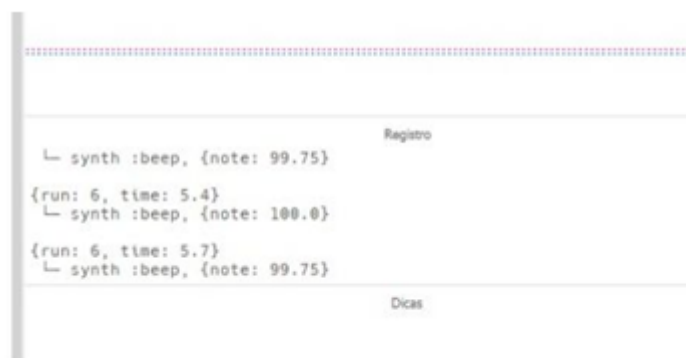 Registro
└─ synth :beep, {note: 99.75}
{run: 6, time: 5.4}
└─ synth :beep, {note: 100.0}
{run: 6, time: 5.7}
└─ synth :beep, {note: 99.75}
Dicas